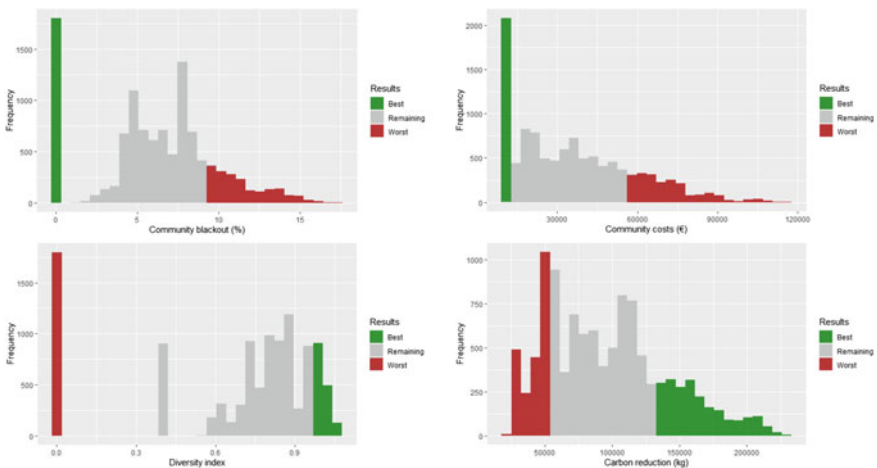 1500
1000
500
0
Frequency
0
5
10
15
Community blackout (%)
Results
Best
Remaining
Worst
2000
1500
1000
500
0
Frequency
30000
60000
90000
120000
Community costs (€)
Results
Best
Remaining
Worst
1500
1000
500
0
Frequency
0.0
0.3
0.6
0.9
Diversity index
Results
Best
Remaining
Worst
1000
750
500
250
0
Frequency
50000
100000
150000
200000
Carbon reduction (kg)
Results
Best
Remaining
Worst